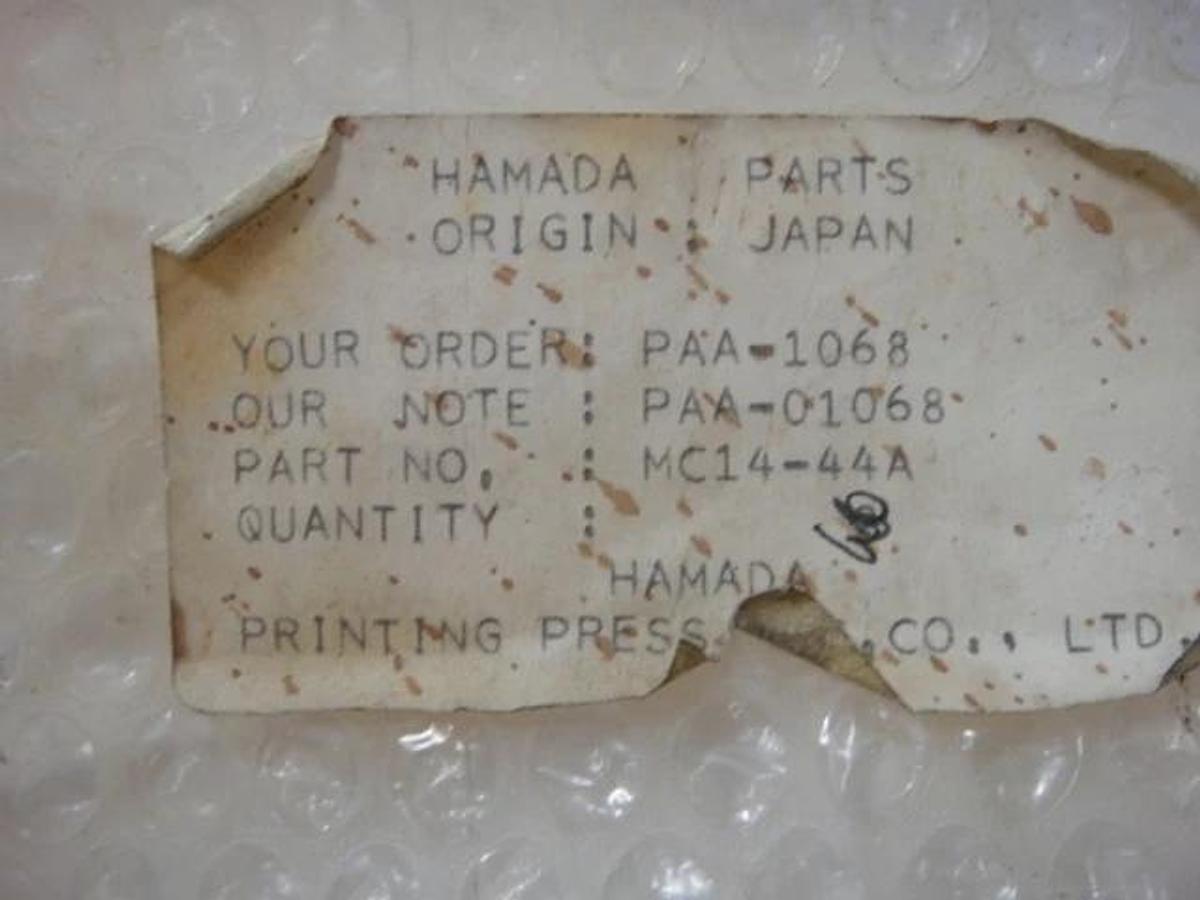 HAMADA PARTS
ORIGIN : JAPAN
YOUR ORDER: PAA-1068
OUR NOTE : PAA-01068
PART NO. : MC14-44A
QUANTITY :
HAMADA
PRINTING PRESS CO., LTD.